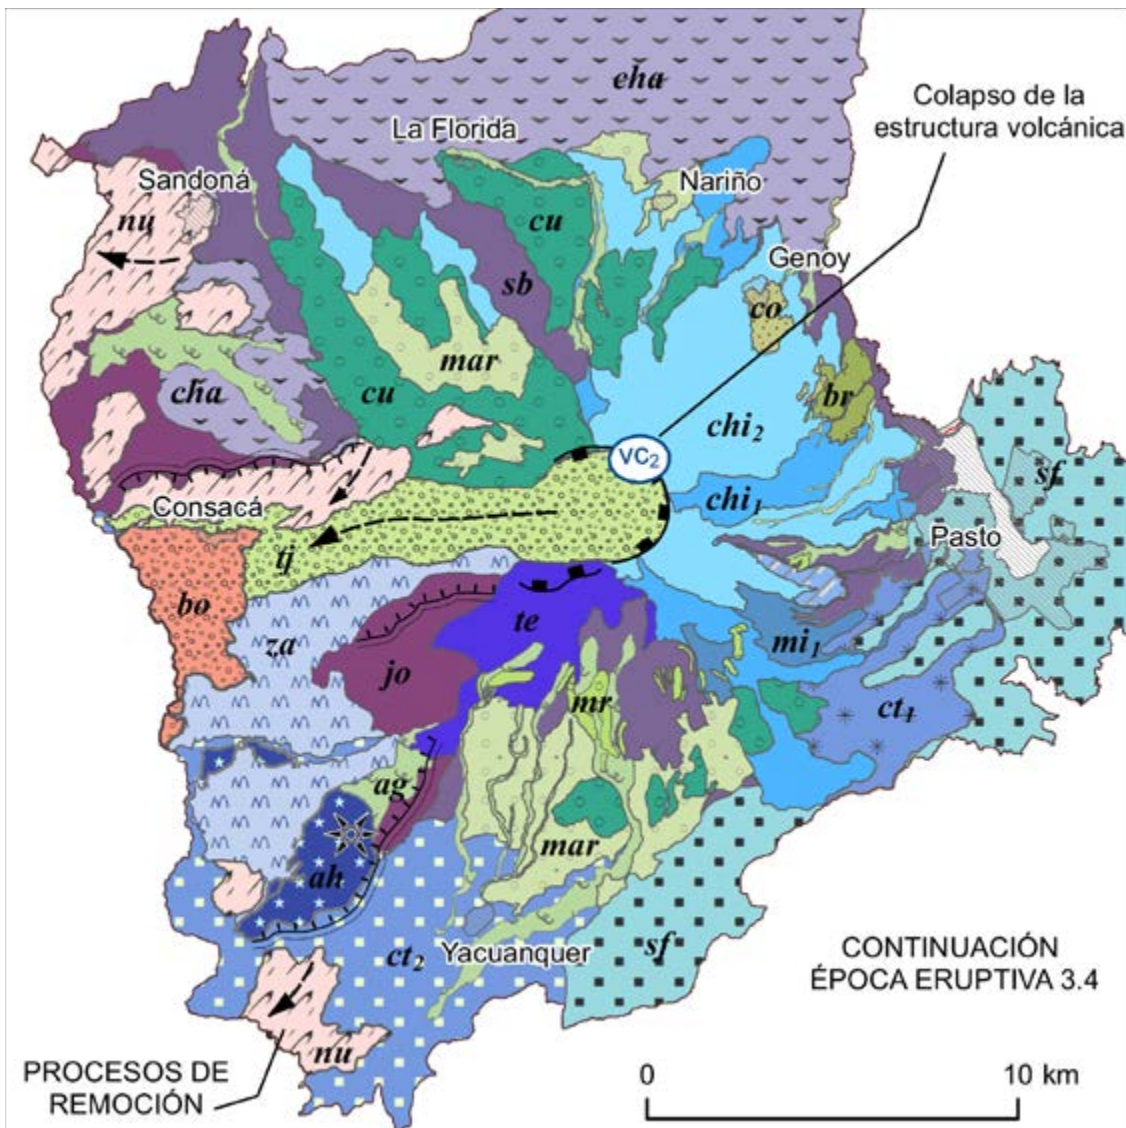 eha
Colapso de la
estructura volcánica
La Florida
Sandoná
Nariño
nu
cu
Genoy
sb
co
mar
cha
cu
br
chi2
VC2
sf
Consacá
chi1
Pasto
tj
bo
te
za
mi1
jo
mr
ct1
ag
mar
ah
ct2
Yacuanquer
sf
CONTINUACIÓN
ÉPOCA ERUPTIVA 3.4
nu
PROCESOS DE
REMOCIÓN
0
10 km